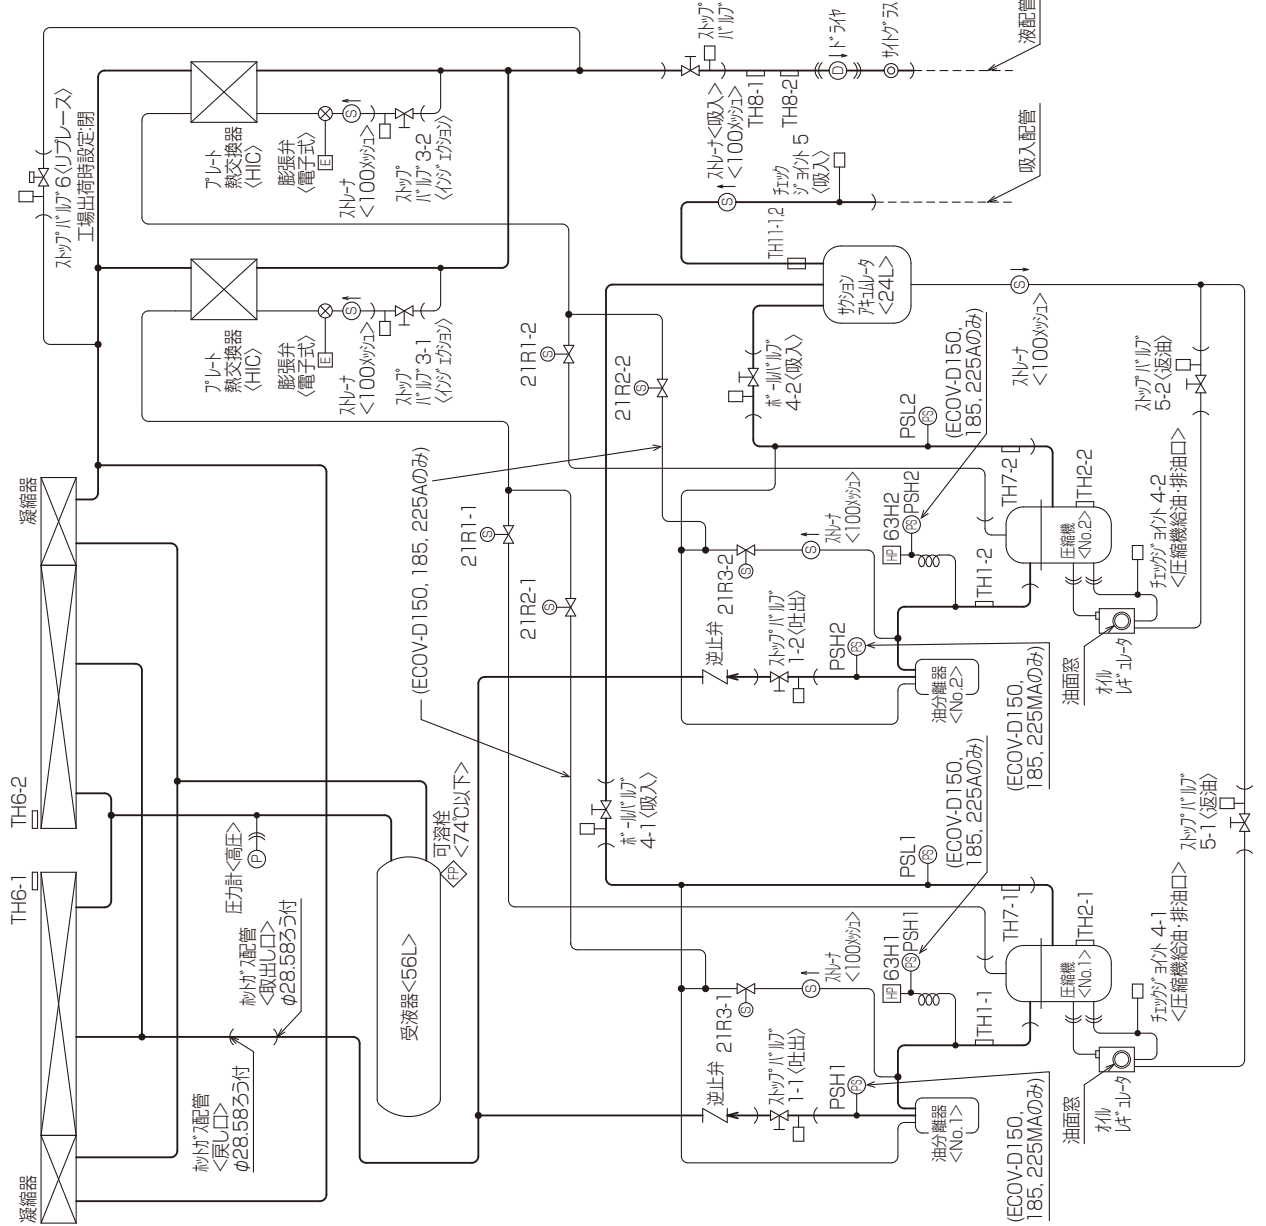 凝縮器
TH6-1
TH6-2
凝縮器
ホットガス配管
<戻し口>
φ28.58ろう付
ホットガス配管
<取出し口>
φ28.58ろう付
圧力計<高圧>
P
受液器<56L>
FP
可溶栓
<74℃以下>
ストップバルブ6<リプレース>
工場出荷時設定:閉
プレート
熱交換器
<HIC>
膨張弁
<電子式>
E
S
ストレーナ
<100メッシュ>
ストップ
バルブ3-1
<インジェクション>
プレート
熱交換器
<HIC>
膨張弁
<電子式>
E
S
ストレーナ
<100メッシュ>
ストップ
バルブ3-2
<インジェクション>
(ECOV-D150, 185, 225Aのみ)
S
21R1-1
S
21R2-1
S
21R1-2
S
21R2-2
ストップ
バルブ
TH8-1
TH8-2
D
ドライヤ
サイトグラス
液配管
ストレーナ<吸入>
<100メッシュ>
S
チェック
ジョイント5
<吸入>
吸入配管
TH11-1,2
サクション
アキュムレータ
<24L>
S
ストレーナ
<100メッシュ>
ボールバルブ
4-1<吸入>
ボールバルブ
4-2<吸入>
逆止弁
ストップバルブ
1-1<吐出>
PSH1
PS
油分離器
<No.1>
(ECOV-D150,
185, 225MAのみ)
21R3-1
S
S
ストレーナ
<100メッシュ>
HP
63H1
PS
PSH1
(ECOV-D150,
185, 225Aのみ)
PSL1
PS
TH1-1
TH7-1
圧縮機
<No.1>
TH2-1
油面窓
オイル
レギュレータ
チェックジョイント4-1
<圧縮機給油・排油口>
ストップバルブ
5-1<返油>
逆止弁
ストップバルブ
1-2<吐出>
PSH2
PS
油分離器
<No.2>
(ECOV-D150,
185, 225MAのみ)
21R3-2
S
S
ストレーナ
<100メッシュ>
HP
63H2
PS
PSH2
(ECOV-D150,
185, 225Aのみ)
PSL2
PS
TH1-2
TH7-2
圧縮機
<No.2>
TH2-2
油面窓
オイル
レギュレータ
チェックジョイント4-2
<圧縮機給油・排油口>
ストップバルブ
5-2<返油>